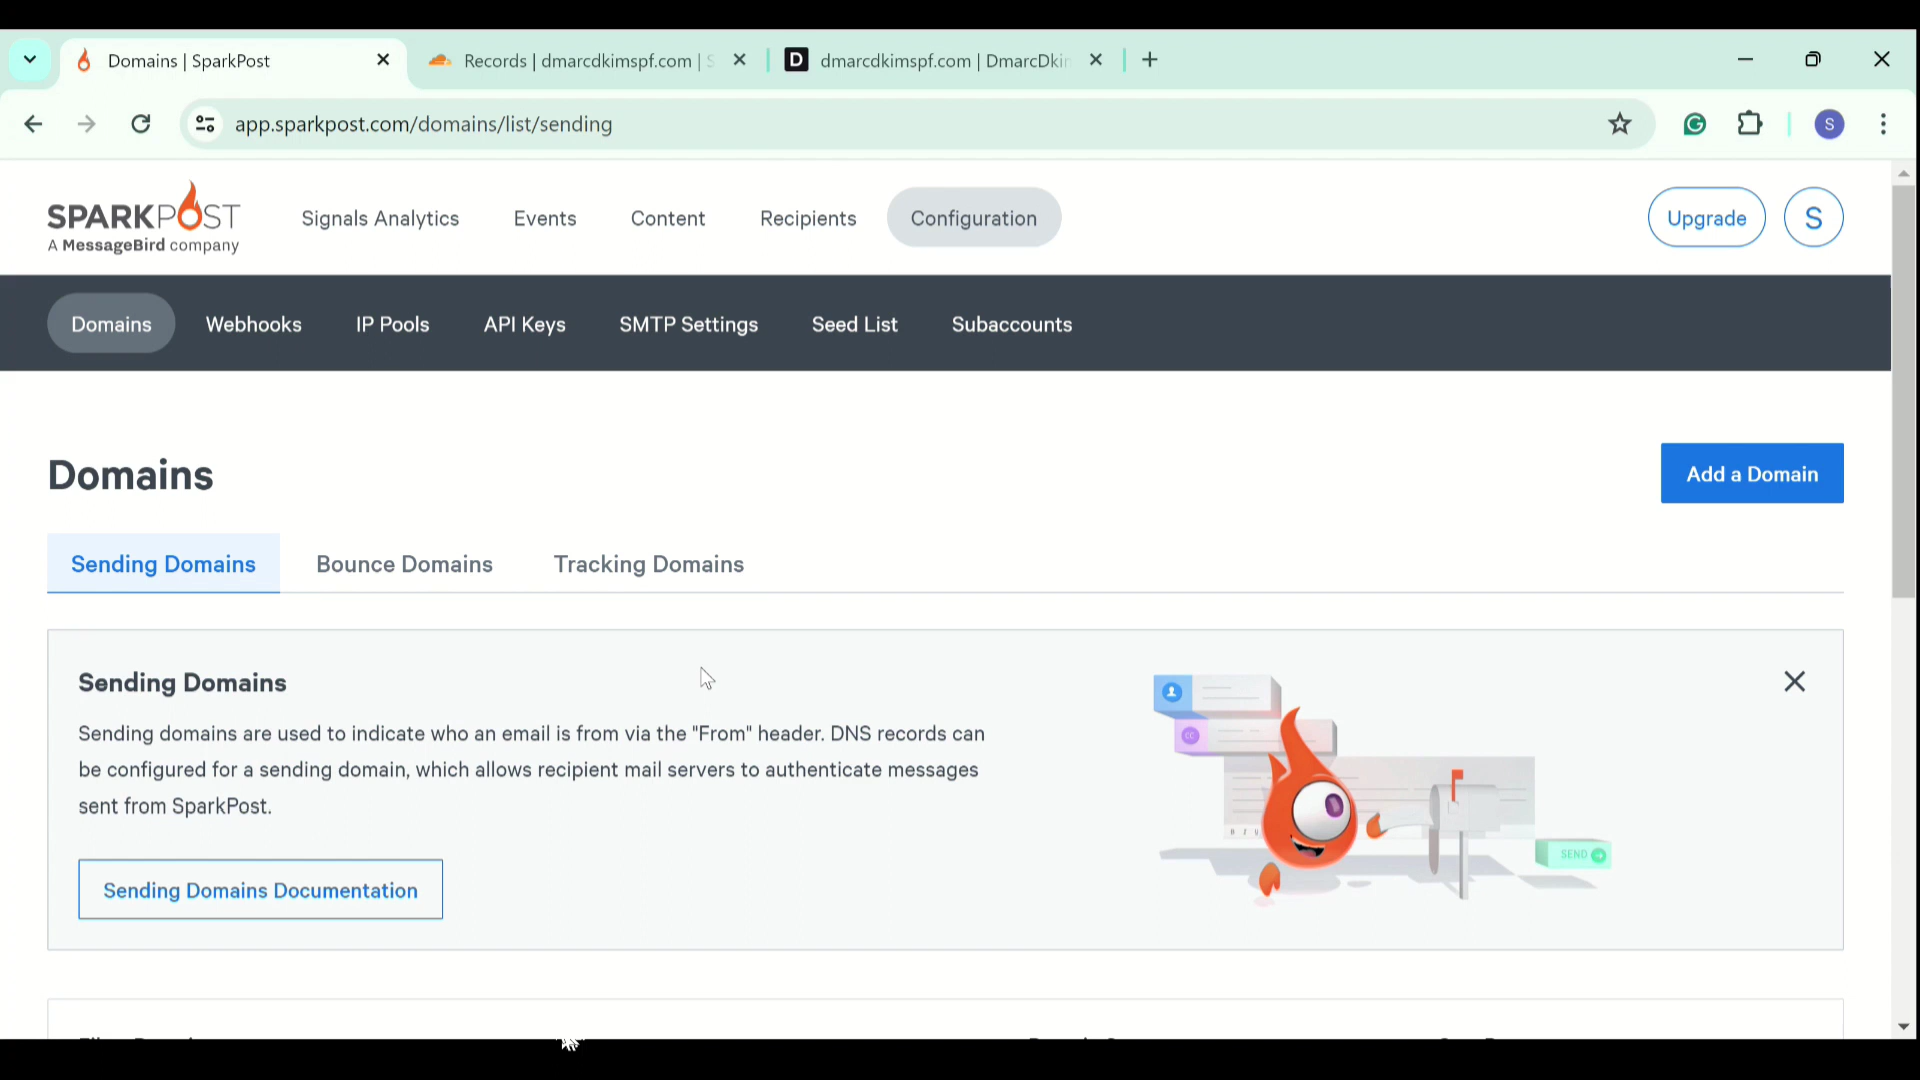 Domains | SparkPost
Records | dmarcdkimspf.com |
dmarcdkimspf.com | DmarcDki
app.sparkpost.com/domains/list/sending
S
SPARKPOST
A MessageBird company
Signals Analytics
Events
Content
Recipients
Configuration
Upgrade
S
Domains
Webhooks
IP Pools
API Keys
SMTP Settings
Seed List
Subaccounts
Domains
Add a Domain
Sending Domains
Bounce Domains
Tracking Domains
Sending Domains
Sending domains are used to indicate who an email is from via the "From" header. DNS records can
be configured for a sending domain, which allows recipient mail servers to authenticate messages
sent from SparkPost.
CC
B I U
SEND
Sending Domains Documentation